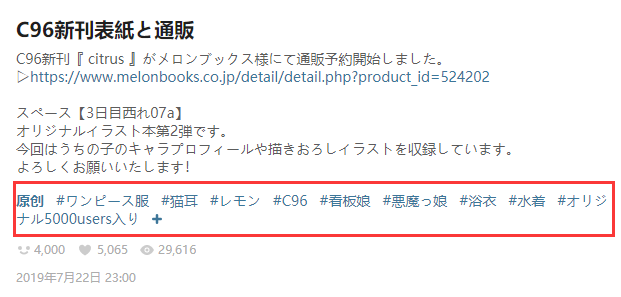 C96新刊表紙と通販
C96新刊『 citrus 』がメロンブックス様にて通販予約開始しました。
▷https://www.melonbooks.co.jp/detail/detail.php?product_id=524202
スペース【3日目西れ07a】
オリジナルイラスト本第2弾です。
今回はうちの子のキャラプロフィールや描きおろしイラストを収録しています。
よろしくお願いいたします!
原创 #ワンピース服 #猫耳 #レモン #C96 #看板娘 #悪魔っ娘 #浴衣 #水着 #オリジ
ナル5000users入り +
4,000 5,065 29,616
2019年7月22日 23:00